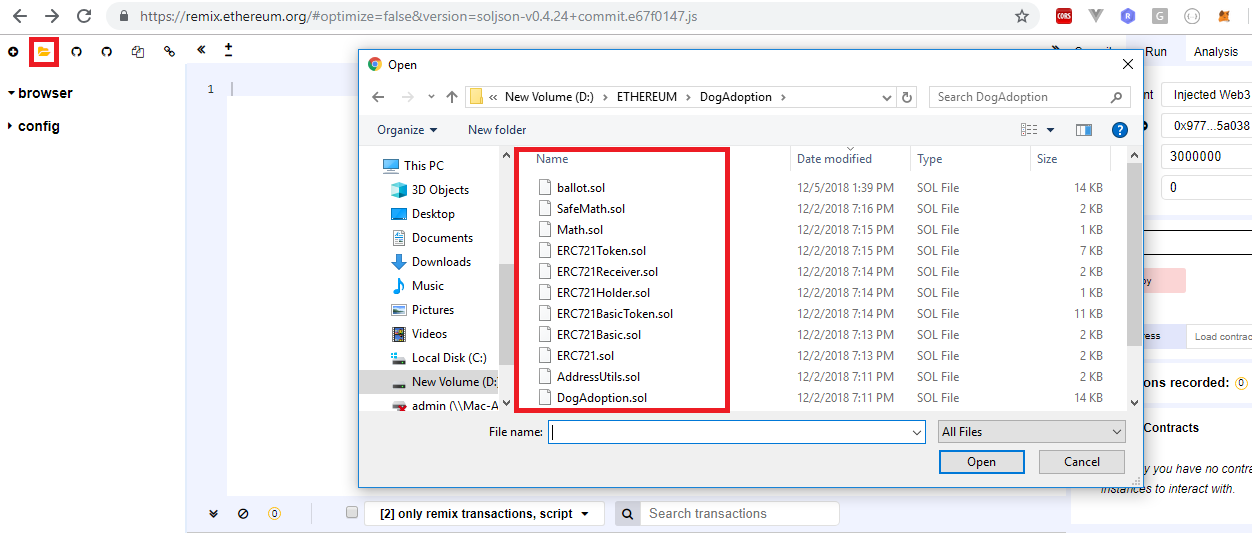 https://remix.ethereum.org/#optimize=false&version=soljson-v0.4.24+commit.e67f0147.js
CORS
R
G
Run
Analysis
browser
config
1
Open
« New Volume (D:) › ETHEREUM › DogAdoption ›
Search DogAdoption
Organize
New folder
This PC
3D Objects
Desktop
Documents
Downloads
Music
Pictures
Videos
Local Disk (C:)
New Volume (D:
admin (\\Mac-A
Name Date modified Type Size
ballot.sol 12/5/2018 1:39 PM SOL File 14 KB
SafeMath.sol 12/2/2018 7:16 PM SOL File 2 KB
Math.sol 12/2/2018 7:15 PM SOL File 1 KB
ERC721Token.sol 12/2/2018 7:15 PM SOL File 7 KB
ERC721Receiver.sol 12/2/2018 7:14 PM SOL File 2 KB
ERC721Holder.sol 12/2/2018 7:14 PM SOL File 1 KB
ERC721BasicToken.sol 12/2/2018 7:14 PM SOL File 11 KB
ERC721Basic.sol 12/2/2018 7:13 PM SOL File 2 KB
ERC721.sol 12/2/2018 7:13 PM SOL File 2 KB
AddressUtils.sol 12/2/2018 7:11 PM SOL File 2 KB
DogAdoption.sol 12/2/2018 7:11 PM SOL File 14 KB
File name:
All Files
Open
Cancel
nt Injected Web3
0x977...5a038
3000000
0
oy
ress Load contrac
ons recorded: 0
Contracts
y you have no contra
instances to interact with.
0
[2] only remix transactions, script
Search transactions